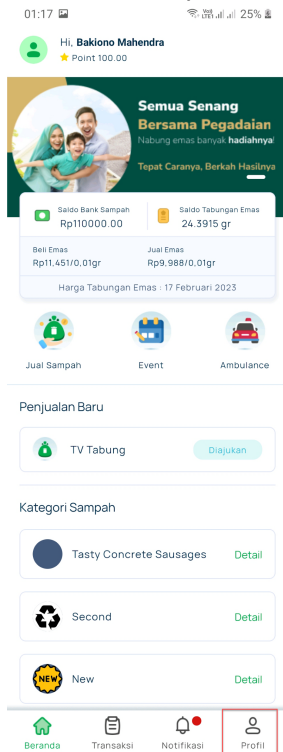 01:17 25%
Hi, Bakiono Mahendra
Point 100.00
Semua Senang
Bersama Pegadaian
Nabung emas banyak hadiahnya!
Tepat Caranya, Berkah Hasilnya
Saldo Bank Sampah
Rp110000.00
Saldo Tabungan Emas
24.3915 gr
Beli Emas
Rp11,451/0,01gr
Jual Emas
Rp9,988/0,01gr
Harga Tabungan Emas : 17 Februari 2023
Jual Sampah Event Ambulance
Penjualan Baru
TV Tabung Diajukan
Kategori Sampah
Tasty Concrete Sausages Detail
Second Detail
NEW New Detail
Beranda Transaksi Notifikasi Profil